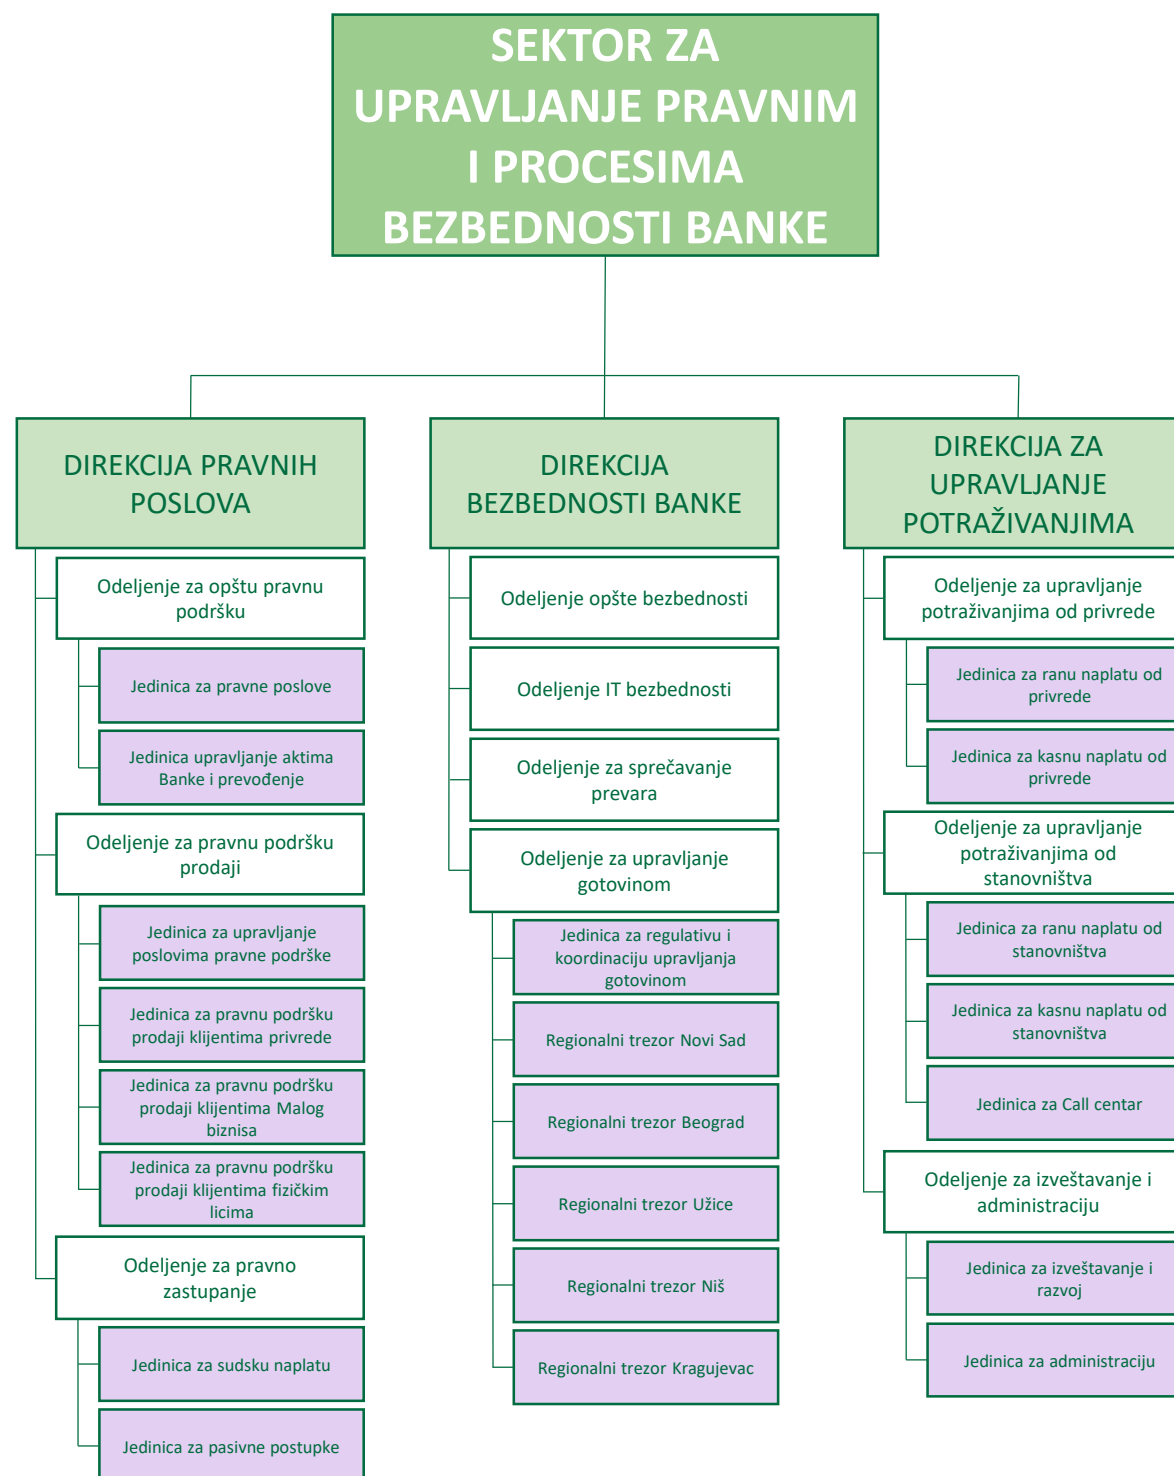 SEKTOR ZA
UPRAVLJANJE PRAVNIM
I PROCESIMA
BEZBEDNOSTI BANKE
DIREKCIJA PRAVNIH
POSLOVA
Odeljenje za opštu pravnu
podršku
Jedinica za pravne poslove
Jedinica upravljanje aktima
Banke i prevođenje
Odeljenje za pravnu podršku
prodaji
Jedinica za upravljanje
poslovima pravne podrške
Jedinica za pravnu podršku
prodaji klijentima privrede
Jedinica za pravnu podršku
prodaji klijentima Malog
biznisa
Jedinica za pravnu podršku
prodaji klijentima fizičkim
licima
Odeljenje za pravno
zastupanje
Jedinica za sudsku naplatu
Jedinica za pasivne postupke
DIREKCIJA
BEZBEDNOSTI BANKE
Odeljenje opšte bezbednosti
Odeljenje IT bezbednosti
Odeljenje za sprečavanje
prevara
Odeljenje za upravljanje
gotovinom
Jedinica za regulativu i
koordinaciju upravljanja
gotovinom
Regionalni trezor Novi Sad
Regionalni trezor Beograd
Regionalni trezor Užice
Regionalni trezor Niš
Regionalni trezor Kragujevac
DIREKCIJA ZA
UPRAVLJANJE
POTRAŽIVANJIMA
Odeljenje za upravljanje
potraživanjima od privrede
Jedinica za ranu naplatu od
privrede
Jedinica za kasnu naplatu od
privrede
Odeljenje za upravljanje
potraživanjima od
stanovništva
Jedinica za ranu naplatu od
stanovništva
Jedinica za kasnu naplatu od
stanovništva
Jedinica za Call centar
Odeljenje za izveštavanje i
administraciju
Jedinica za izveštavanje i
razvoj
Jedinica za administraciju